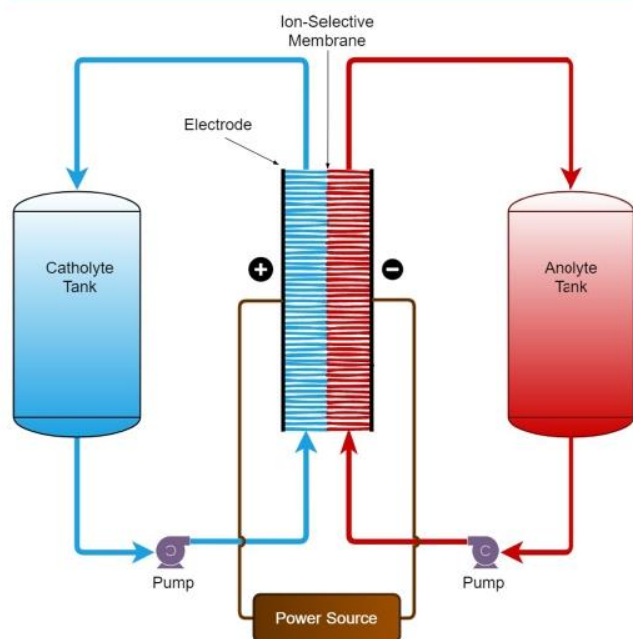 Ion-Selective
Membrane
Electrode
Catholyte
Tank
+
−
Anolyte
Tank
Pump
Pump
Power Source